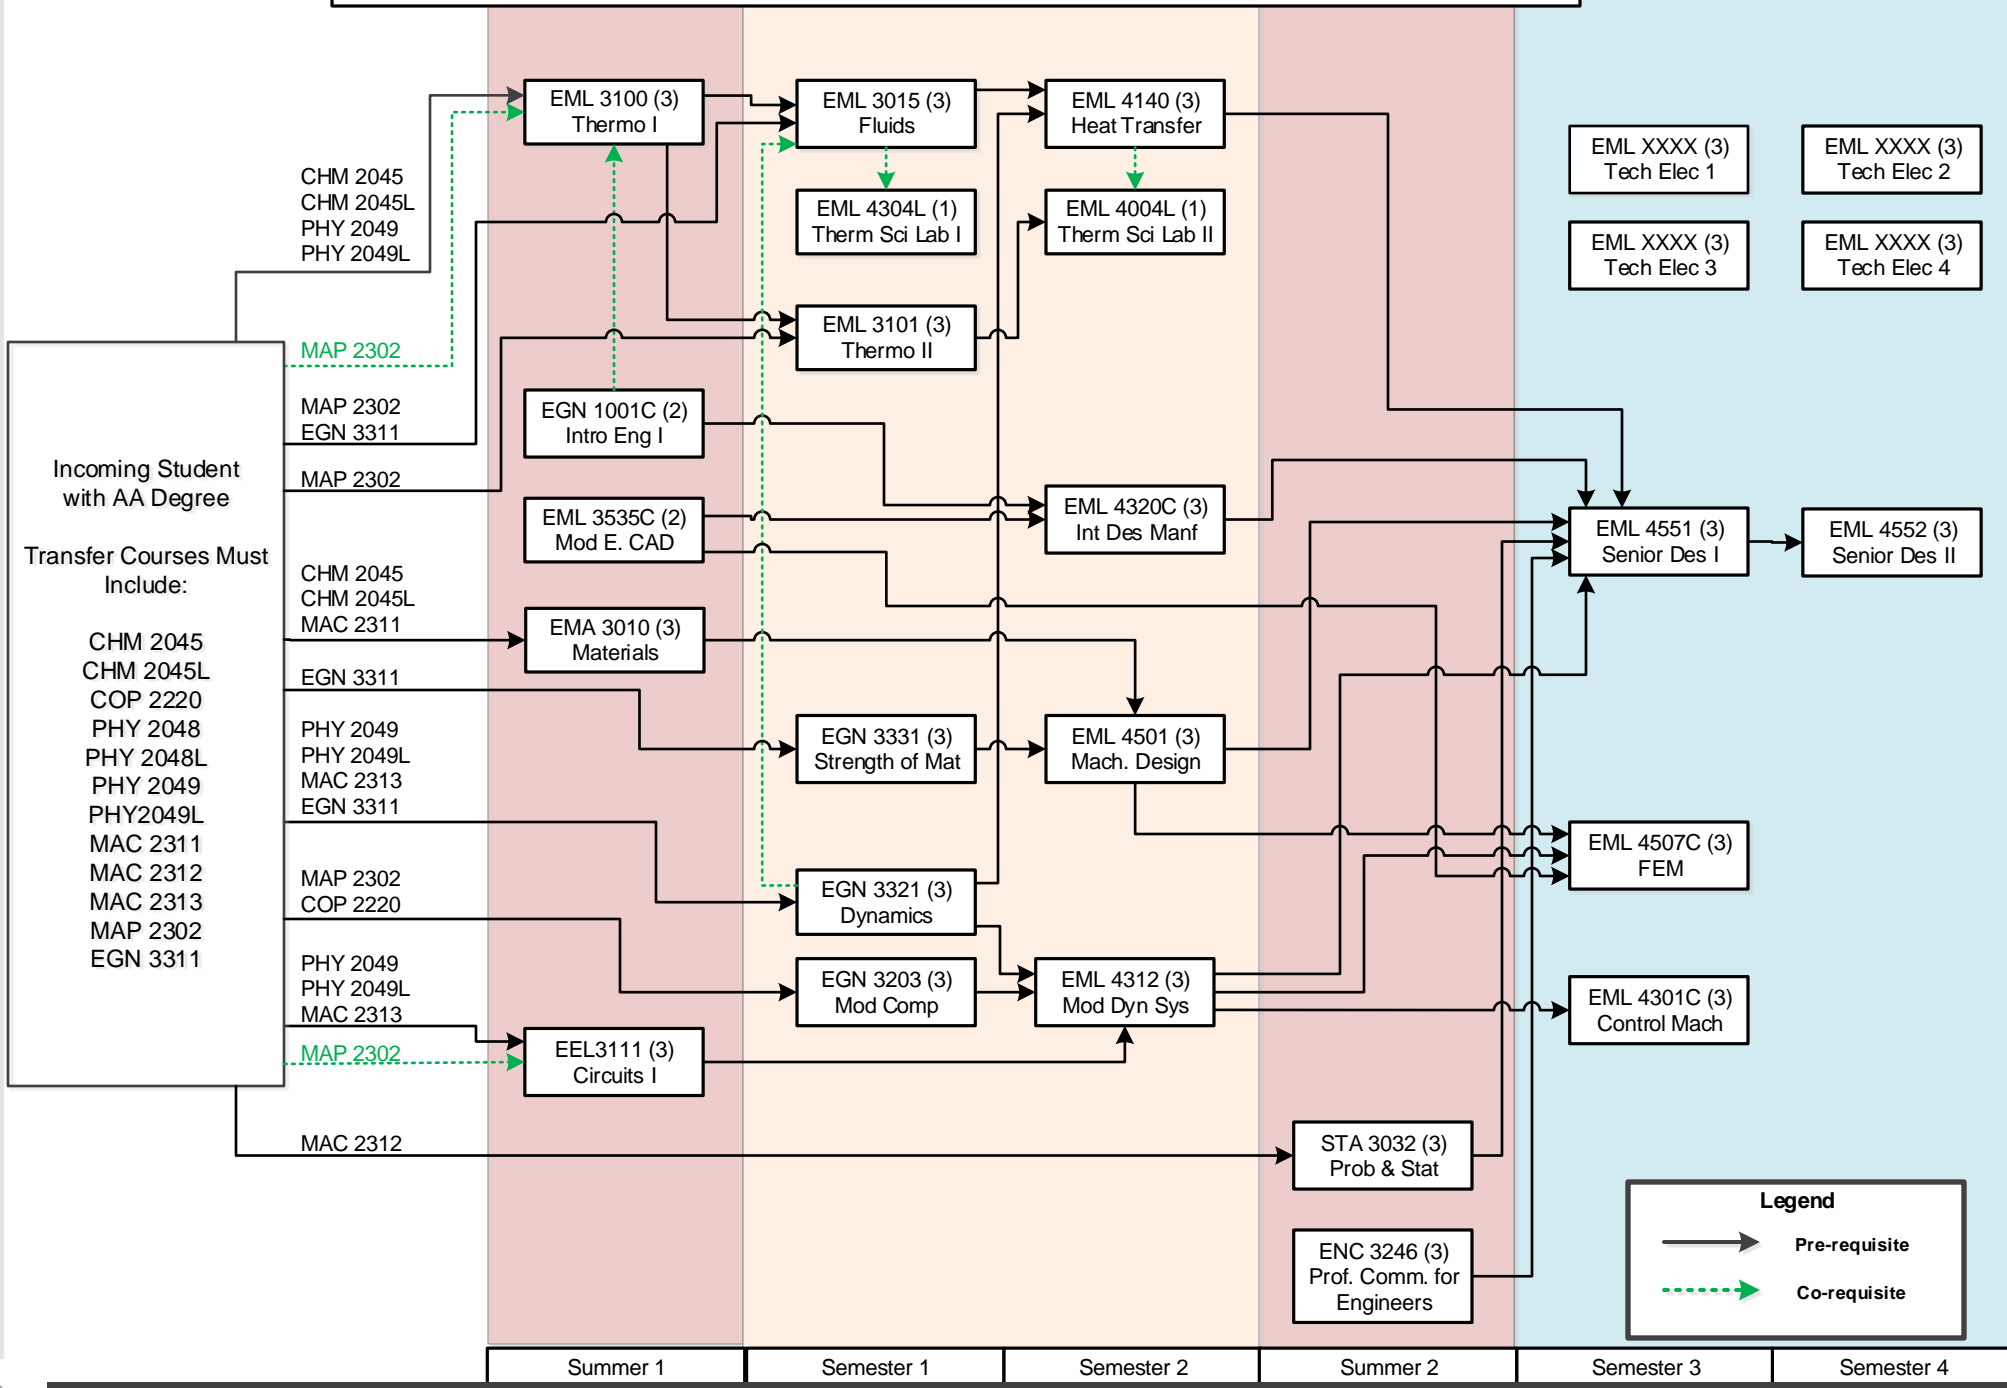 EML 3100 (3)
Thermo I
EML 3015 (3)
Fluids
EML 4140 (3)
Heat Transfer
EML XXXX (3)
Tech Elec 1
EML XXXX (3)
Tech Elec 2
CHM 2045
CHM 2045L
PHY 2049
PHY 2049L
EML 4304L (1)
Therm Sci Lab I
EML 4004L (1)
Therm Sci Lab II
EML XXXX (3)
Tech Elec 3
EML XXXX (3)
Tech Elec 4
MAP 2302
EML 3101 (3)
Thermo II
MAP 2302
EGN 3311
EGN 1001C (2)
Intro Eng I
MAP 2302
Incoming Student
with AA Degree
Transfer Courses Must
Include:
CHM 2045
CHM 2045L
COP 2220
PHY 2048
PHY 2048L
PHY 2049
PHY2049L
MAC 2311
MAC 2312
MAC 2313
MAP 2302
EGN 3311
EML 3535C (2)
Mod E. CAD
EML 4320C (3)
Int Des Manf
EML 4551 (3)
Senior Des I
EML 4552 (3)
Senior Des II
CHM 2045
CHM 2045L
MAC 2311
EMA 3010 (3)
Materials
EGN 3311
EGN 3331 (3)
Strength of Mat
EML 4501 (3)
Mach. Design
PHY 2049
PHY 2049L
MAC 2313
EGN 3311
EML 4507C (3)
FEM
MAP 2302
COP 2220
EGN 3321 (3)
Dynamics
PHY 2049
PHY 2049L
MAC 2313
EGN 3203 (3)
Mod Comp
EML 4312 (3)
Mod Dyn Sys
EML 4301C (3)
Control Mach
MAP 2302
EEL3111 (3)
Circuits I
MAC 2312
STA 3032 (3)
Prob & Stat
ENC 3246 (3)
Prof. Comm. for
Engineers
Legend
Pre-requisite
Co-requisite
Summer 1
Semester 1
Semester 2
Summer 2
Semester 3
Semester 4